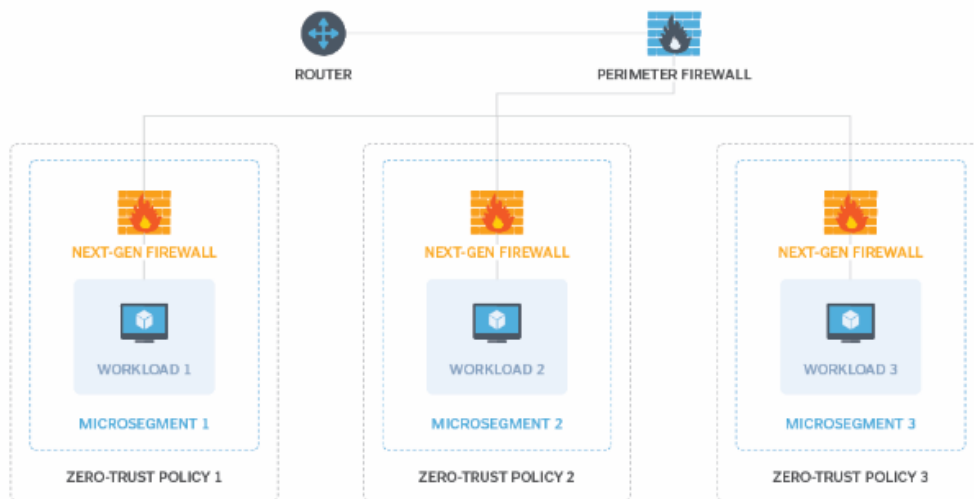 ROUTER
PERIMETER FIREWALL
NEXT-GEN FIREWALL
NEXT-GEN FIREWALL
NEXT-GEN FIREWALL
WORKLOAD 1
WORKLOAD 2
WORKLOAD 3
MICROSEGMENT 1
MICROSEGMENT 2
MICROSEGMENT 3
ZERO-TRUST POLICY 1
ZERO-TRUST POLICY 2
ZERO-TRUST POLICY 3